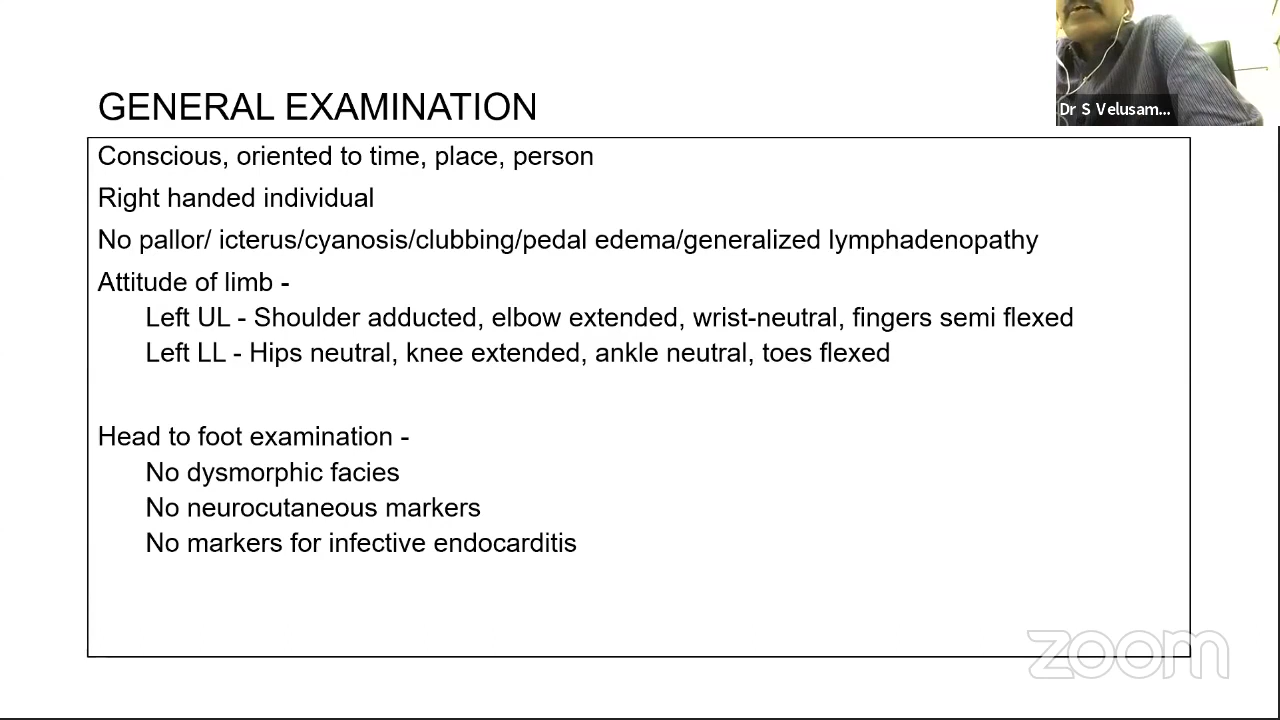 Dr S Velusam...
GENERAL EXAMINATION
Conscious, oriented to time, place, person
Right handed individual
No pallor/ icterus/cyanosis/clubbing/pedal edema/generalized lymphadenopathy
Attitude of limb -
Left UL - Shoulder adducted, elbow extended, wrist-neutral, fingers semi flexed
Left LL - Hips neutral, knee extended, ankle neutral, toes flexed
Head to foot examination -
No dysmorphic facies
No neurocutaneous markers
No markers for infective endocarditis
zoom